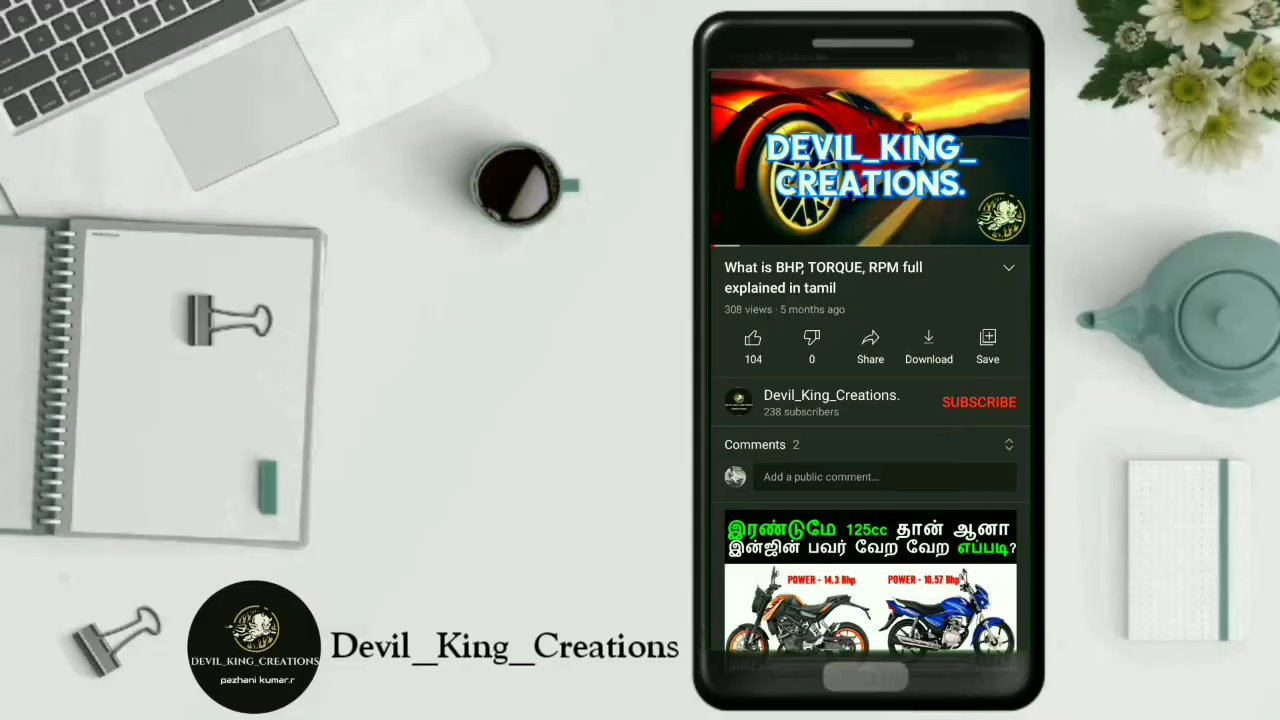 DEVIL_KING_
CREATIONS.
What is BHP, TORQUE, RPM full
explained in tamil
308 views · 5 months ago
104
0
Share
Download
Save
Devil_King_Creations.
238 subscribers
SUBSCRIBE
Comments 2
Add a public comment...
இரண்டுமே 125cc தான் ஆனா
இன்ஜின் பவர் வேற வேற எப்படி?
POWER - 14.3 Bhp
POWER - 10.57 Bhp
DEVIL_KING_CREATIONS
pazhani kumar.r
Devil_King_Creations